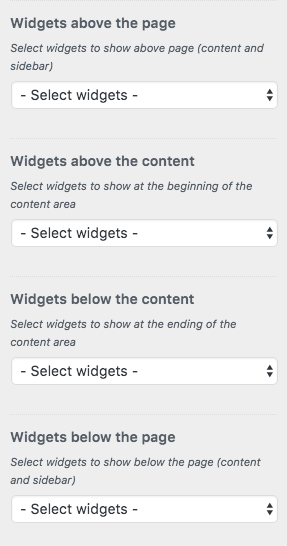 Widgets above the page
Select widgets to show above page (content and
sidebar)
- Select widgets -
Widgets above the content
Select widgets to show at the beginning of the
content area
- Select widgets -
Widgets below the content
Select widgets to show at the ending of the
content area
- Select widgets -
Widgets below the page
Select widgets to show below the page (content
and sidebar)
- Select widgets -